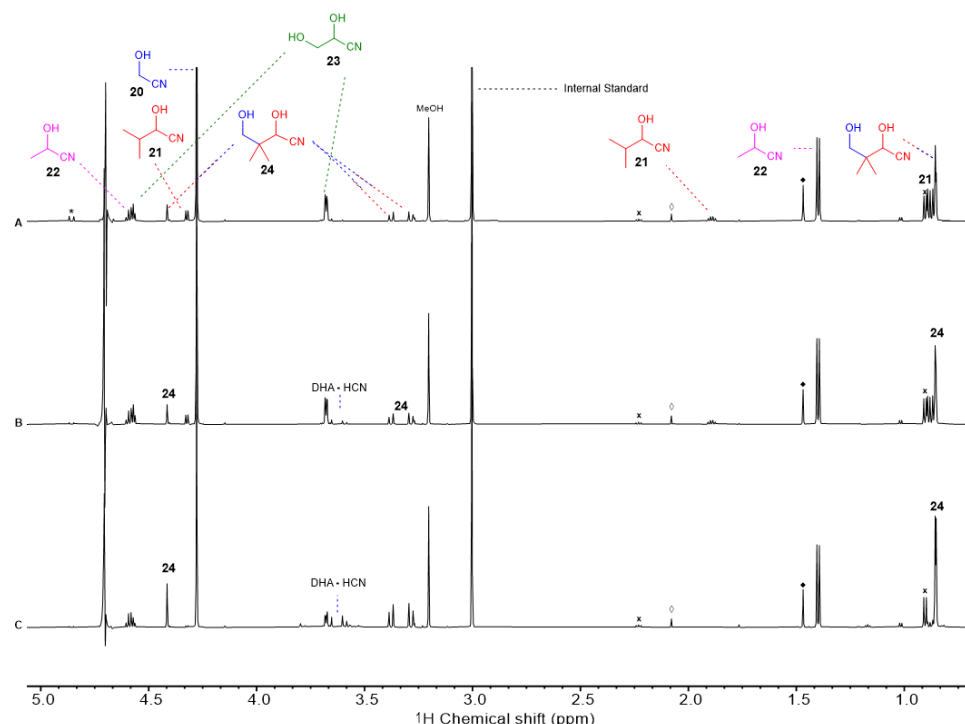 OH
HO
CN
23
OH
CN
20
OH
CN
21
OH
CN
22
OH OH
CN
24
MeOH
Internal Standard
OH
CN
21
OH
CN
22
OH OH
CN
21
*
x
◊
◆
x
A
24
DHA - HCN
24
x
◊
◆
x
24
B
24
DHA - HCN
x
◊
◆
x
24
C
5.0 4.5 4.0 3.5 3.0 2.5 2.0 1.5 1.0
1H Chemical shift (ppm)